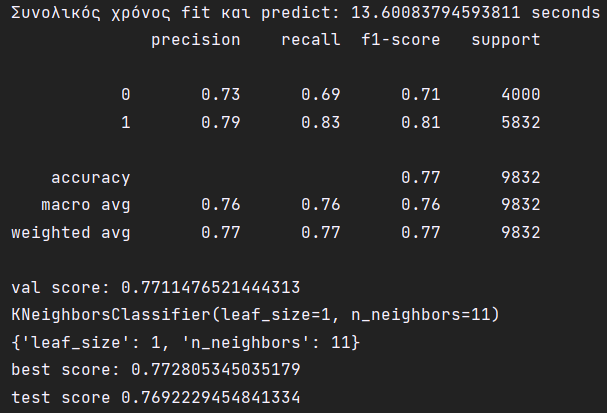 Συνολικός χρόνος fit και predict: 13.60083794593811 seconds
precision recall f1-score support
0 0.73 0.69 0.71 4000
1 0.79 0.83 0.81 5832
accuracy 0.77 9832
macro avg 0.76 0.76 0.76 9832
weighted avg 0.77 0.77 0.77 9832
val score: 0.7711476521444313
KNeighborsClassifier(leaf_size=1, n_neighbors=11)
{'leaf_size': 1, 'n_neighbors': 11}
best score: 0.772805345035179
test score 0.7692229454841334